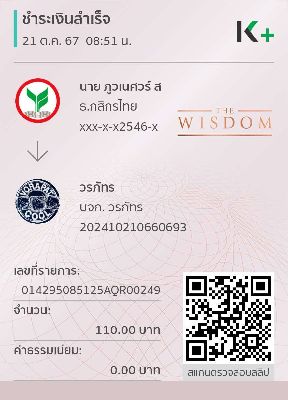 ชำระเงินสำเร็จ
21 ต.ค. 67 08:51 น.
K+
นาย ภูวเนศวร์ ส
ธ.กสิกรไทย
xxx-x-x2546-x
THE
WISDOM
VORAPAT
COOL
วรภัทร
บจก. วรภัทร
202410210660693
เลขที่รายการ:
014295085125AQR00249
จำนวน:
110.00 บาท
ค่าธรรมเนียม:
0.00 บาท
สแกนตรวจสอบสลิป